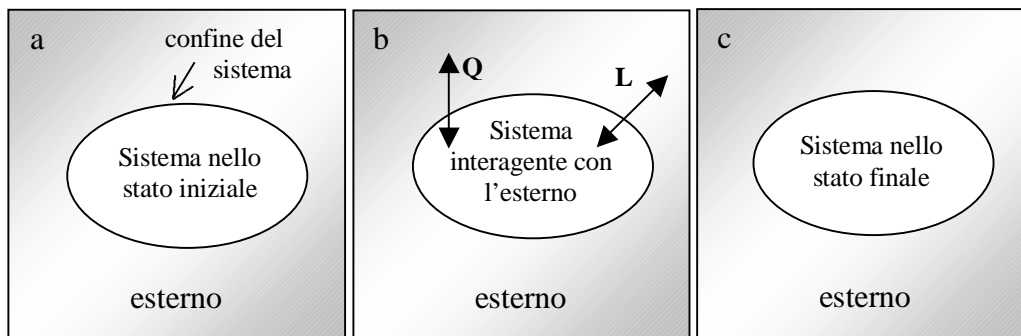 a
confine del
sistema
Sistema nello
stato iniziale
esterno
b
Q
L
Sistema
interagente con
l'esterno
esterno
c
Sistema nello
stato finale
esterno